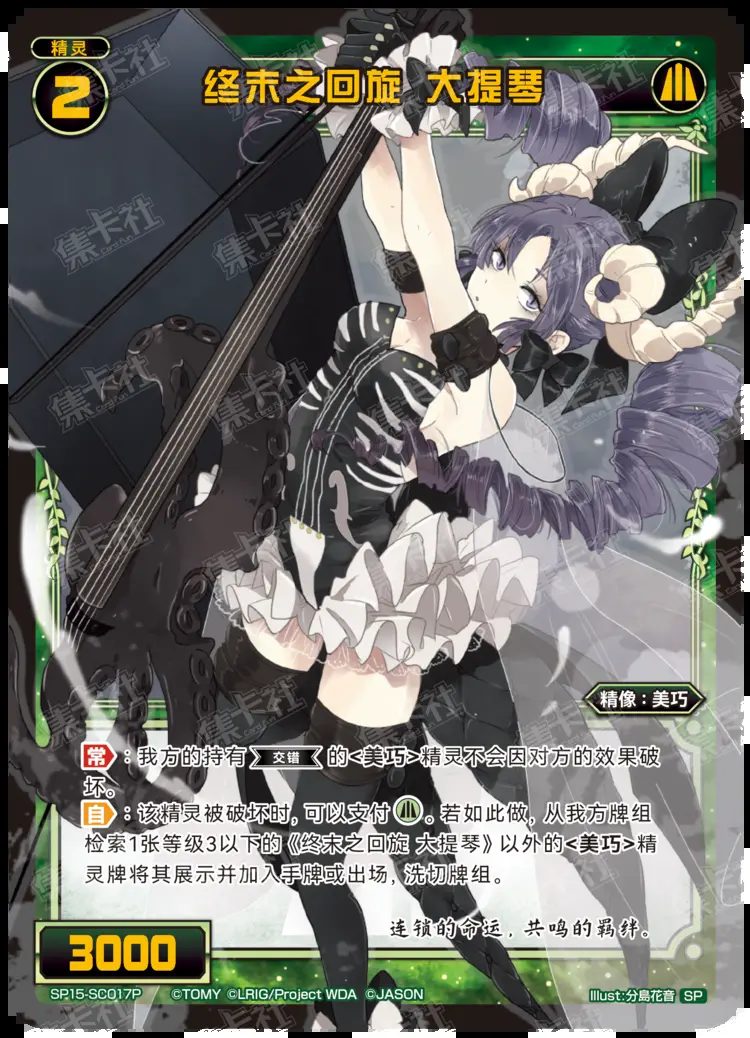 精灵
2
终末之回旋 大提琴
精像：美巧
常：我方的持有 交错 的<美巧>精灵不会因对方的效果破
坏。
自：该精灵被破坏时，可以支付 。若如此做，从我方牌组
检索1张等级3以下的《终末之回旋 大提琴》以外的<美巧>精
灵牌将其展示并加入手牌或出场，洗切牌组。
连锁的命运，共鸣的羁绊。
3000
SP15-SC017P ©TOMY ©LRIG/Project WDA ©JASON Illust:分島花音 SP
集卡社